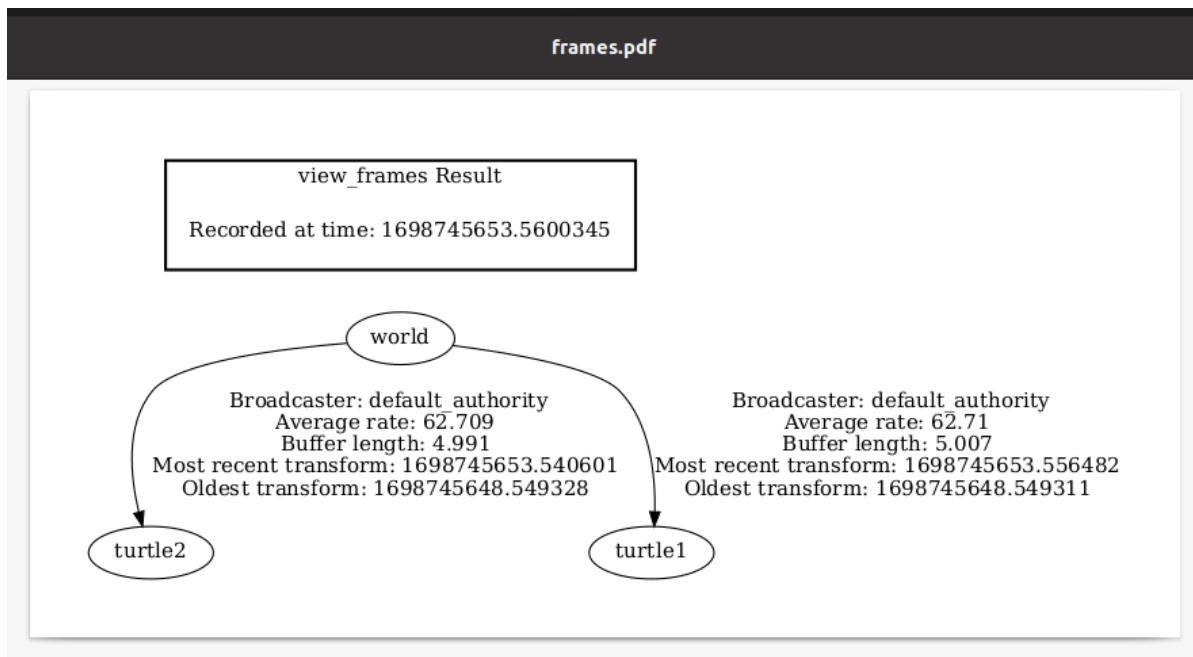 frames.pdf
view_frames Result
Recorded at time: 1698745653.5600345
world
Broadcaster: default_authority
Average rate: 62.709
Buffer length: 4.991
Most recent transform: 1698745653.540601
Oldest transform: 1698745648.549328
Broadcaster: default_authority
Average rate: 62.71
Buffer length: 5.007
Most recent transform: 1698745653.556482
Oldest transform: 1698745648.549311
turtle2
turtle1